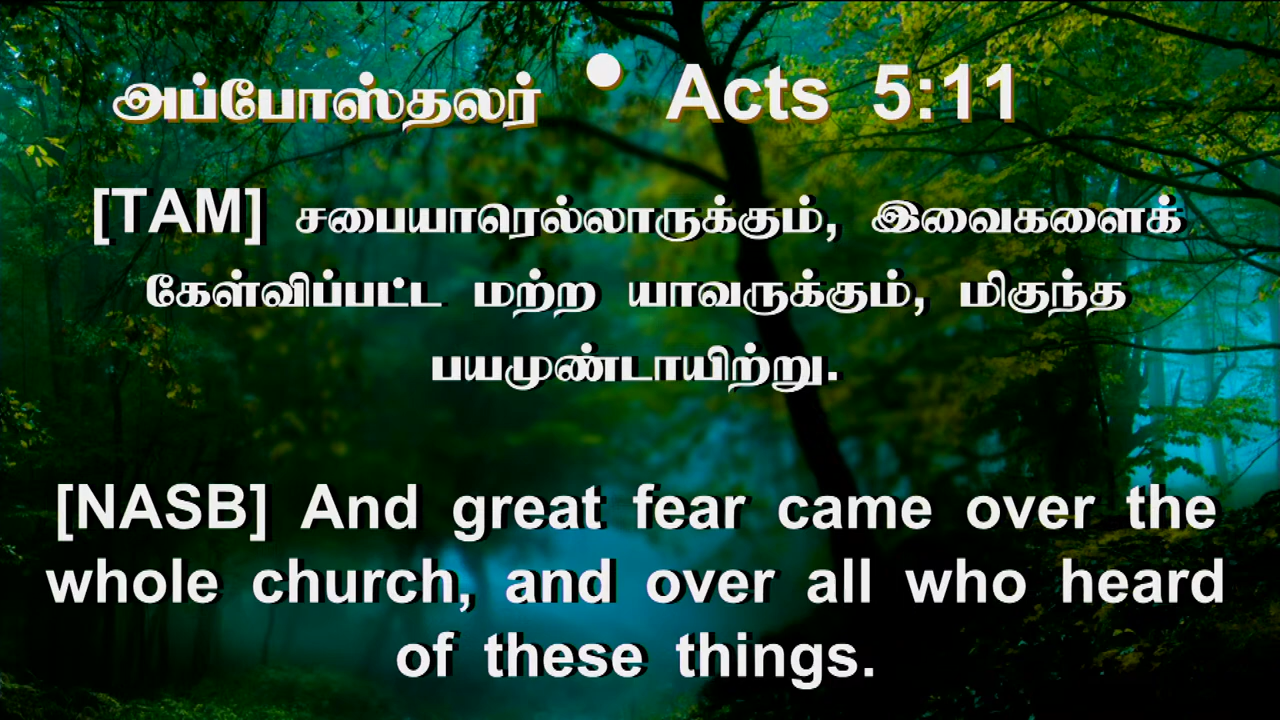 அப்போஸ்தலர் • Acts 5:11
[TAM] சபையாரெல்லாருக்கும், இவைகளைக்
கேள்விப்பட்ட மற்ற யாவருக்கும், மிகுந்த
பயமுண்டாயிற்று.
[NASB] And great fear came over the
whole church, and over all who heard
of these things.